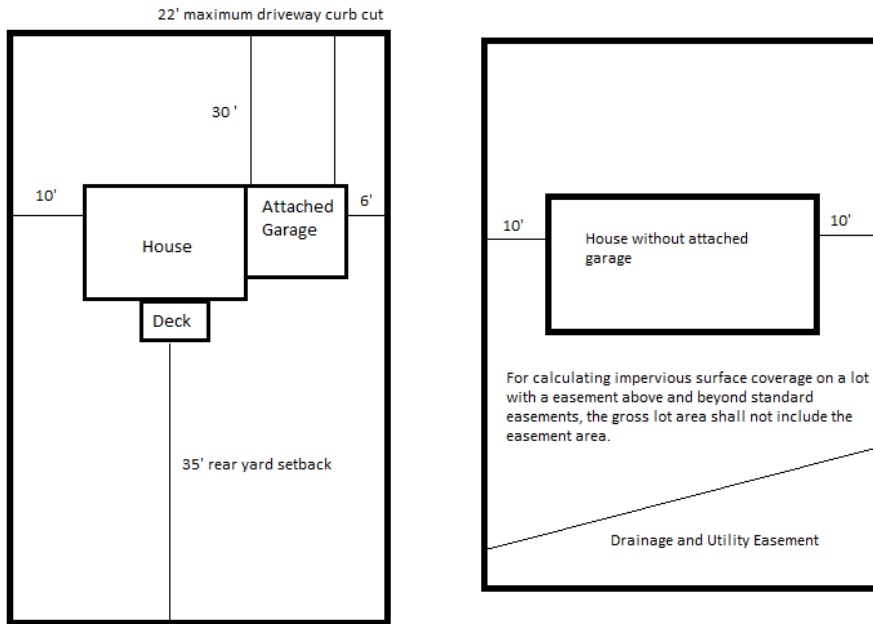 22' maximum driveway curb cut
30 '
10'
6'
Attached
Garage
House
Deck
35' rear yard setback
10'
10'
House without attached
garage
For calculating impervious surface coverage on a lot
with a easement above and beyond standard
easements, the gross lot area shall not include the
easement area.
Drainage and Utility Easement